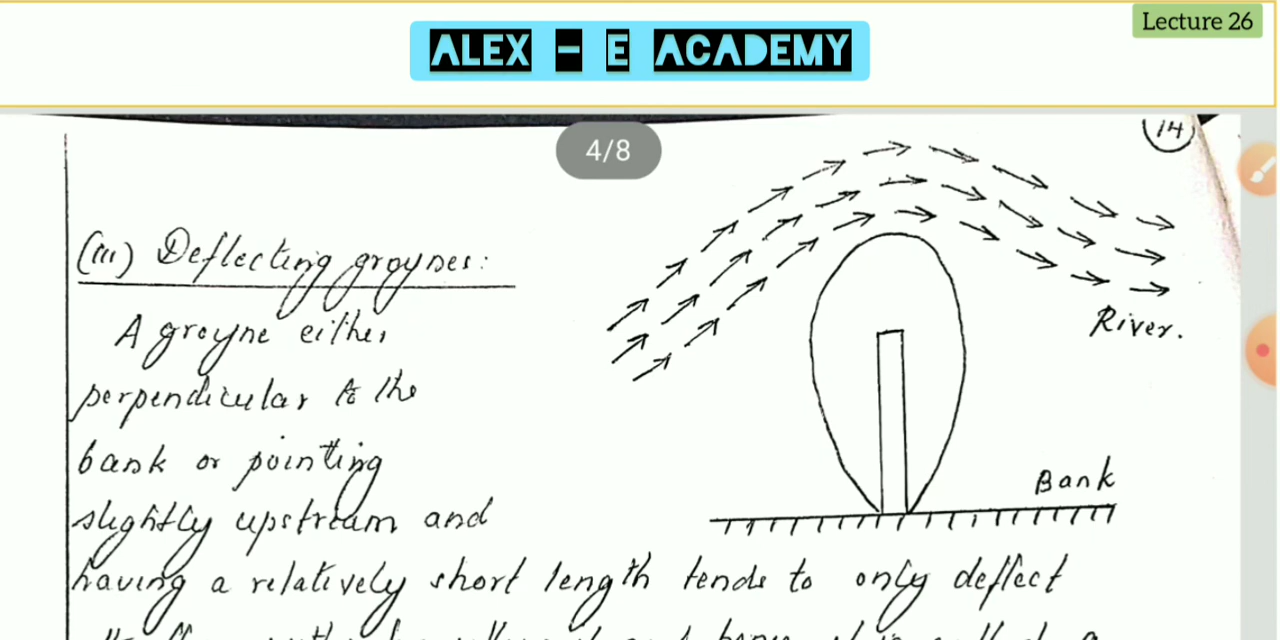 Lecture 26
ALEX - E ACADEMY
14
4/8
(iii) Deflecting groynes:
A groyne either
perpendicular to the
bank or pointing
slightly upstream and
having a relatively short length tends to only deflect
River.
Bank